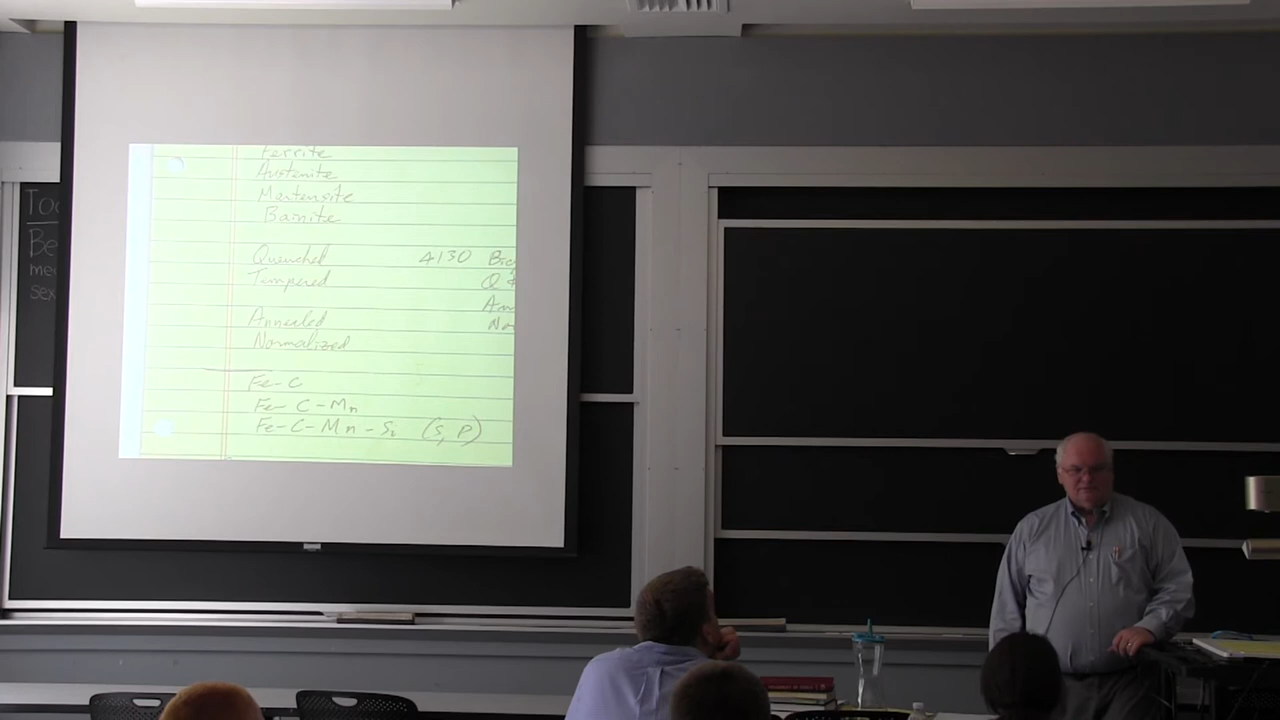 Ferrite
Austenite
Martensite
Bainite
Quenched 4130
Tempered Q &
Annealed
Normalized
Fe-C
Fe-C-Mn
Fe-C-Mn-Si (S, P)